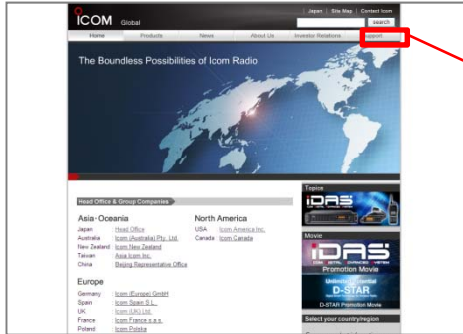 Japan | Site Map | Contact Icom
ICOM Global
search
Home Products News About Us Investor Relations Support
The Boundless Possibilities of Icom Radio
Head Office & Group Companies
Asia・Oceania
Japan Head Office
Australia Icom (Australia) Pty. Ltd.
New Zealand Icom New Zealand
Taiwan Asia Icom Inc.
China Beijing Representative Office
North America
USA Icom America Inc.
Canada Icom Canada
Europe
Germany Icom (Europe) GmbH
Spain Icom Spain S.L.
UK Icom (UK) Ltd.
France Icom France s.a.s.
Poland Icom Polska
Topics
IDAS
Movie
IDAS
Promotion Movie
D-STAR
D-STAR Promotion Movie
Select your country/region